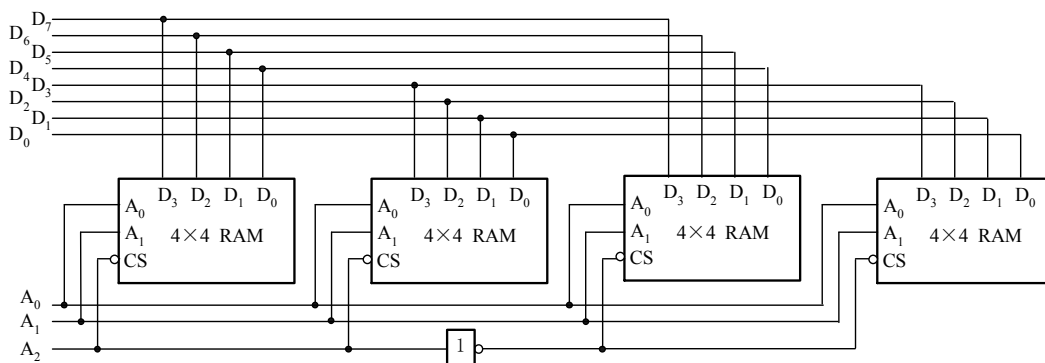 D₇
D₆
D₅
D₄
D₃
D₂
D₁
D₀
D₃ D₂ D₁ D₀
A₀
A₁
4×4 RAM
CS
D₃ D₂ D₁ D₀
A₀
A₁
4×4 RAM
CS
D₃ D₂ D₁ D₀
A₀
A₁
4×4 RAM
CS
D₃ D₂ D₁ D₀
A₀
A₁
4×4 RAM
CS
A₀
A₁
A₂
1